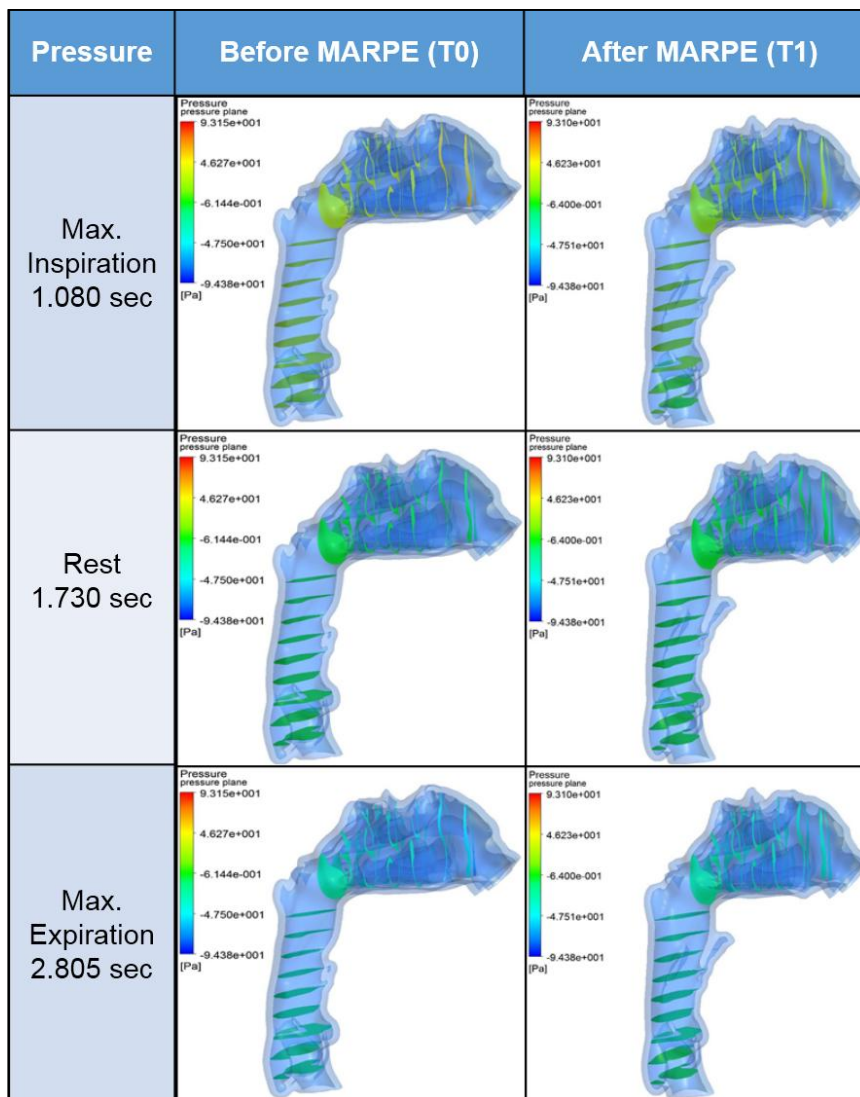 Pressure
Before MARPE (T0)
After MARPE (T1)
Max.
Inspiration
1.080 sec
Pressure
pressure plane
9.315e+001
4.627e+001
-6.144e-001
-4.750e+001
-9.438e+001
[Pa]
Pressure
pressure plane
9.310e+001
4.623e+001
-6.400e-001
-4.751e+001
-9.438e+001
[Pa]
Rest
1.730 sec
Pressure
pressure plane
9.315e+001
4.627e+001
-6.144e-001
-4.750e+001
-9.438e+001
[Pa]
Pressure
pressure plane
9.310e+001
4.623e+001
-6.400e-001
-4.751e+001
-9.438e+001
[Pa]
Max.
Expiration
2.805 sec
Pressure
pressure plane
9.315e+001
4.627e+001
-6.144e-001
-4.750e+001
-9.438e+001
[Pa]
Pressure
pressure plane
9.310e+001
4.623e+001
-6.400e-001
-4.751e+001
-9.438e+001
[Pa]